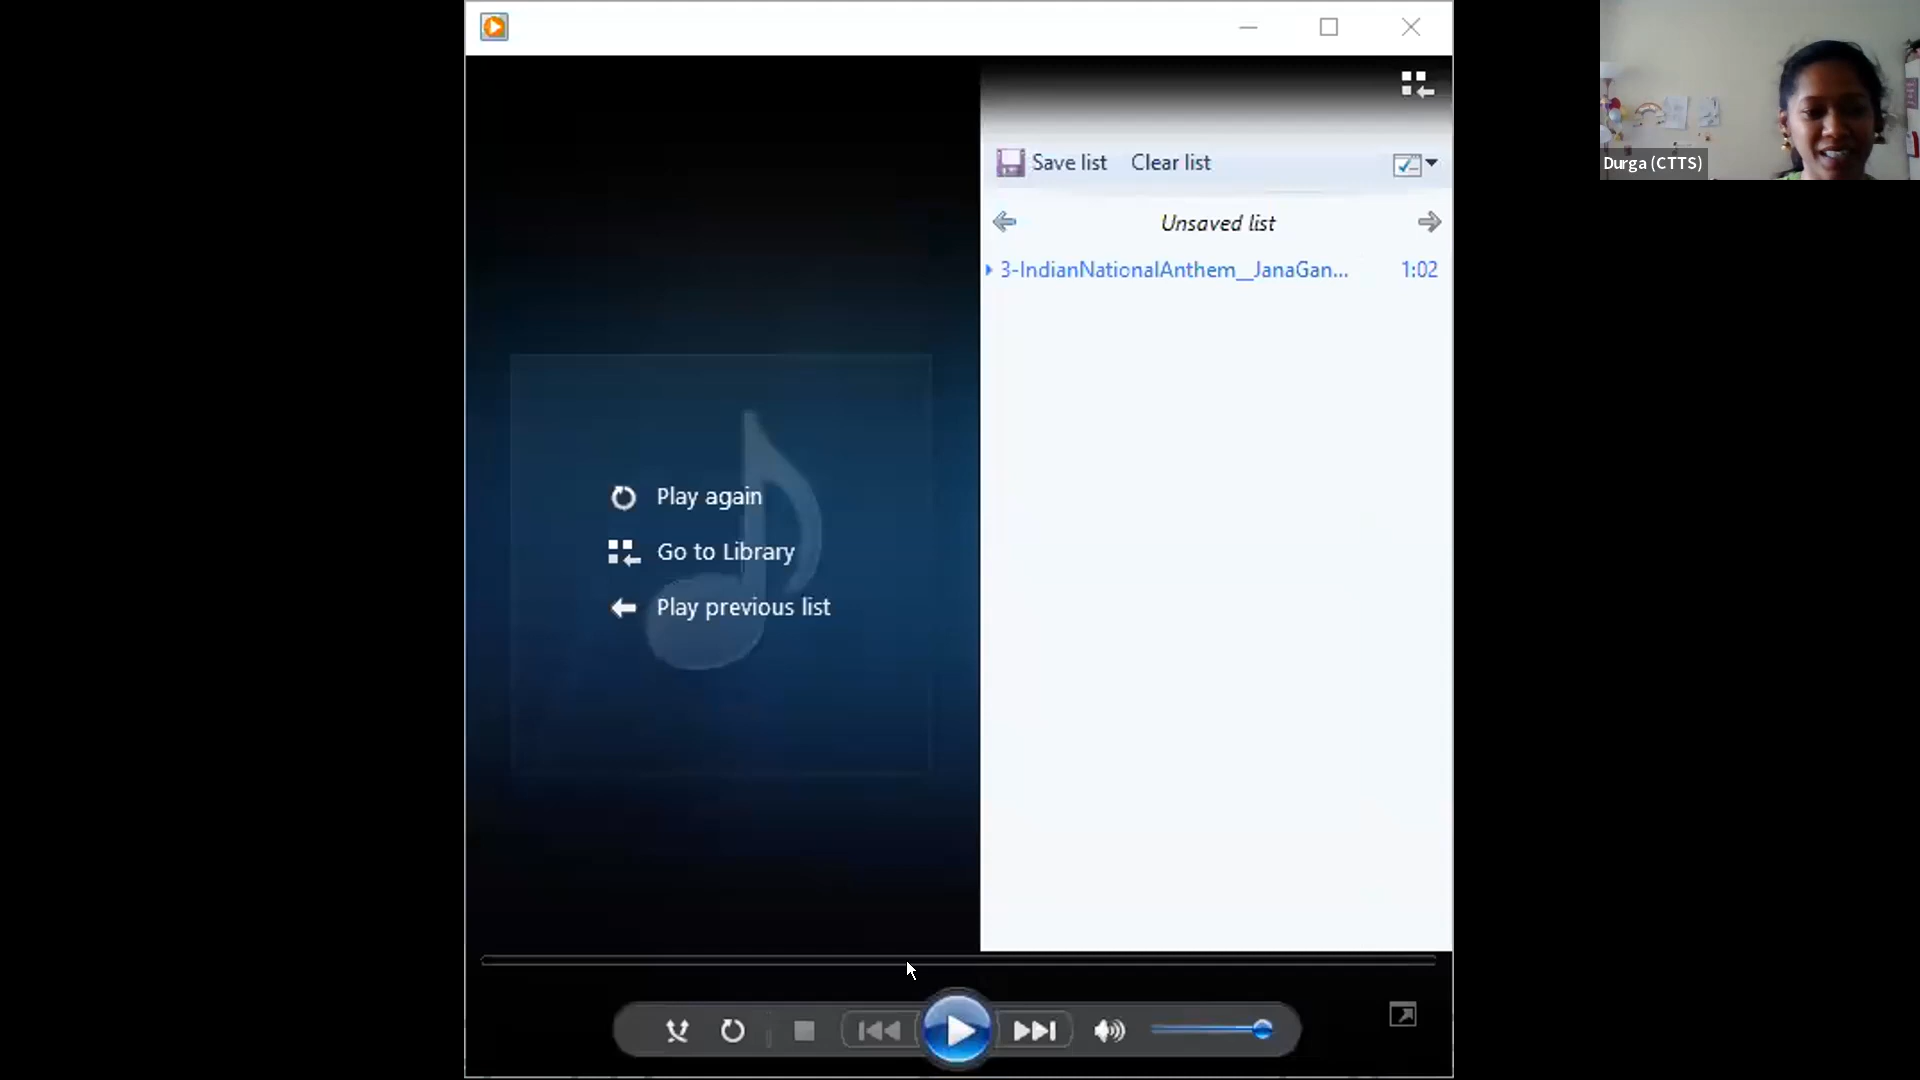 Save list Clear list
Unsaved list
3-IndianNationalAnthem__JanaGan... 1:02
Play again
Go to Library
Play previous list
Durga (CTTS)